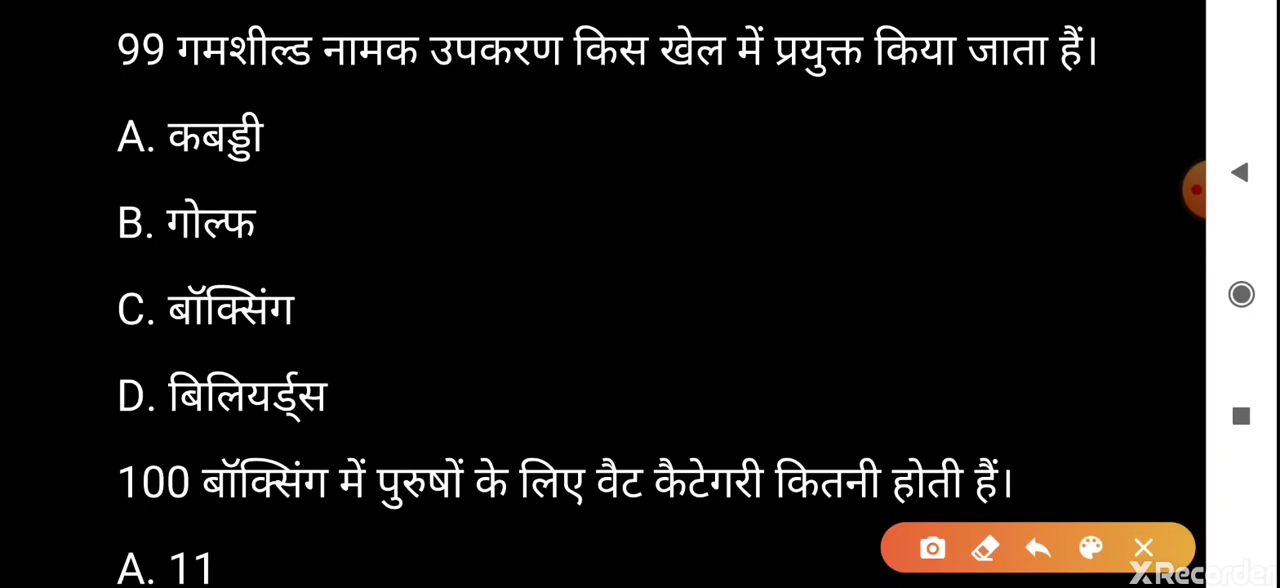 99 गमशील्ड नामक उपकरण किस खेल में प्रयुक्त किया जाता हैं।
A. कबड्डी
B. गोल्फ
C. बॉक्सिंग
D. बिलियर्ड्स
100 बॉक्सिंग में पुरुषों के लिए वैट कैटेगरी कितनी होती हैं।
A. 11
XRecorder